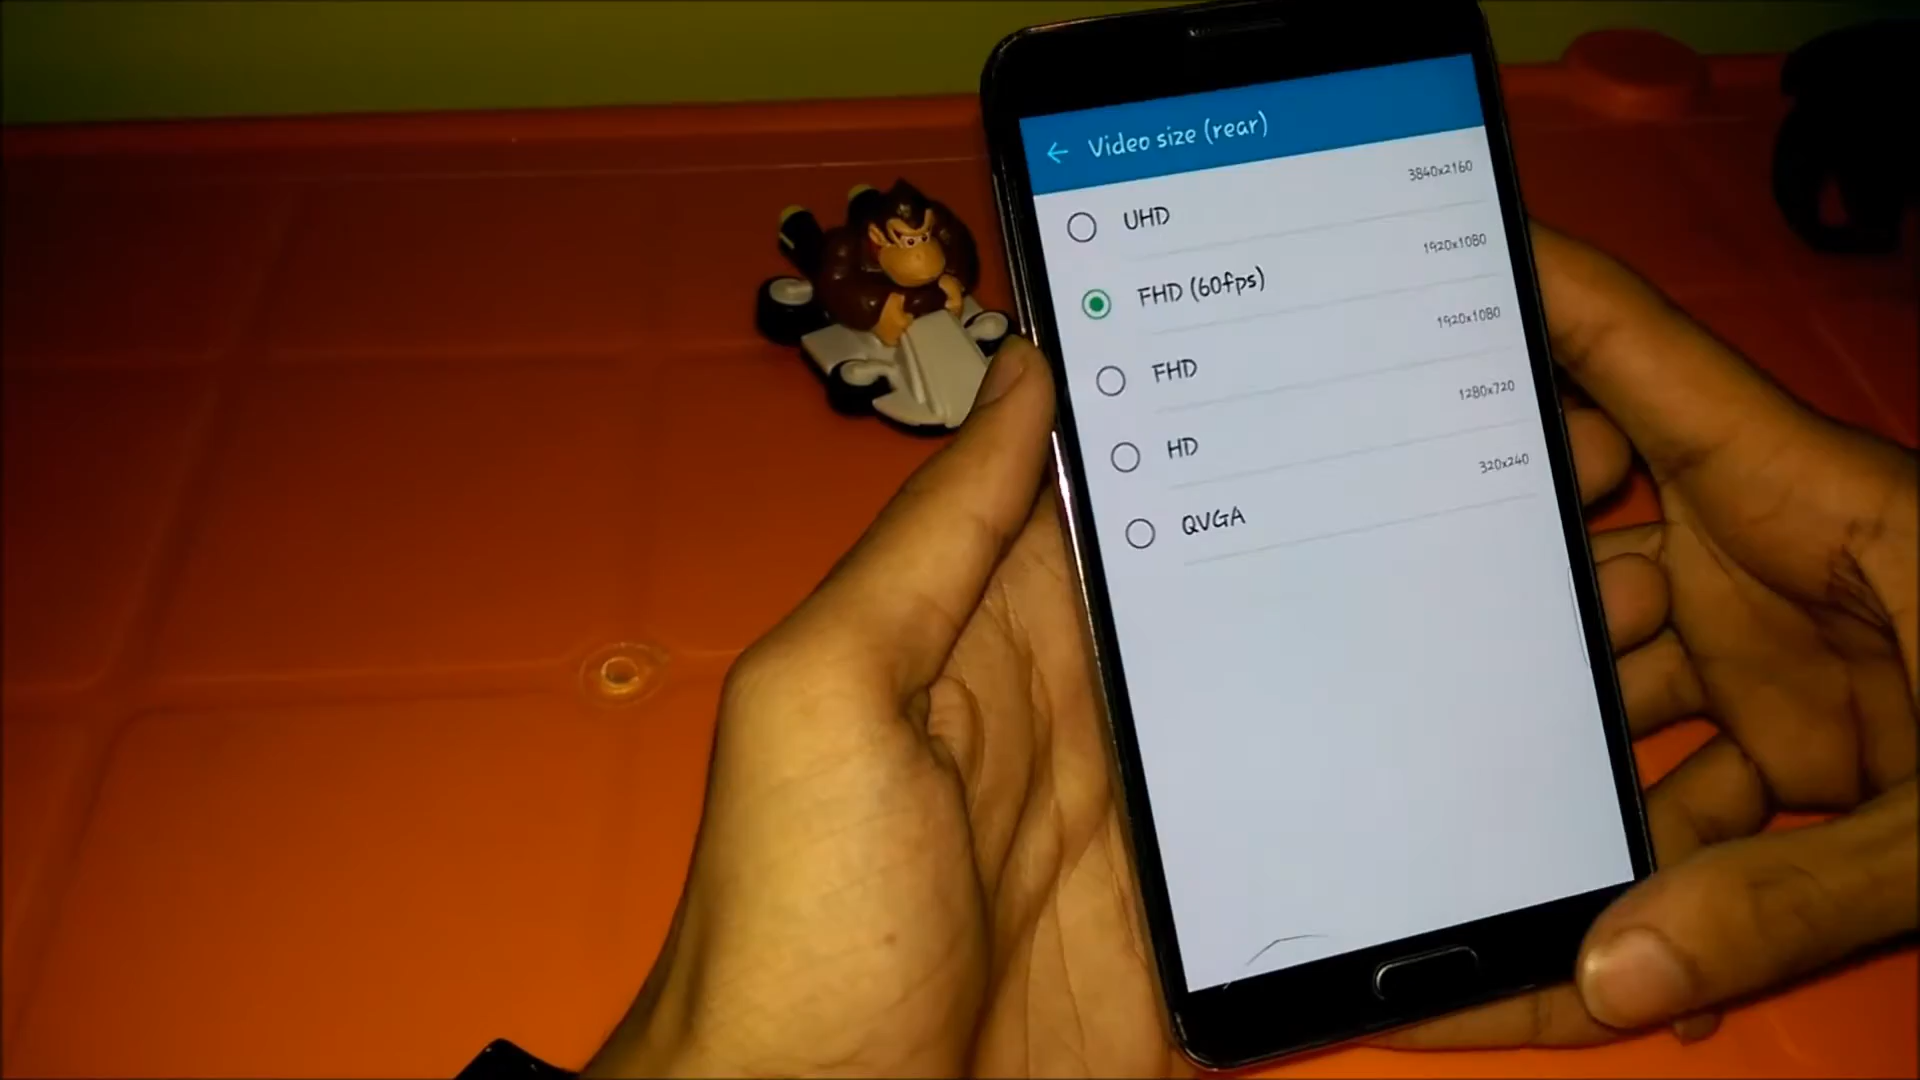 Video size (rear)
3840x2160
UHD
1920x1080
FHD (60fps)
1920x1080
FHD
1280x720
HD
320x240
QVGA